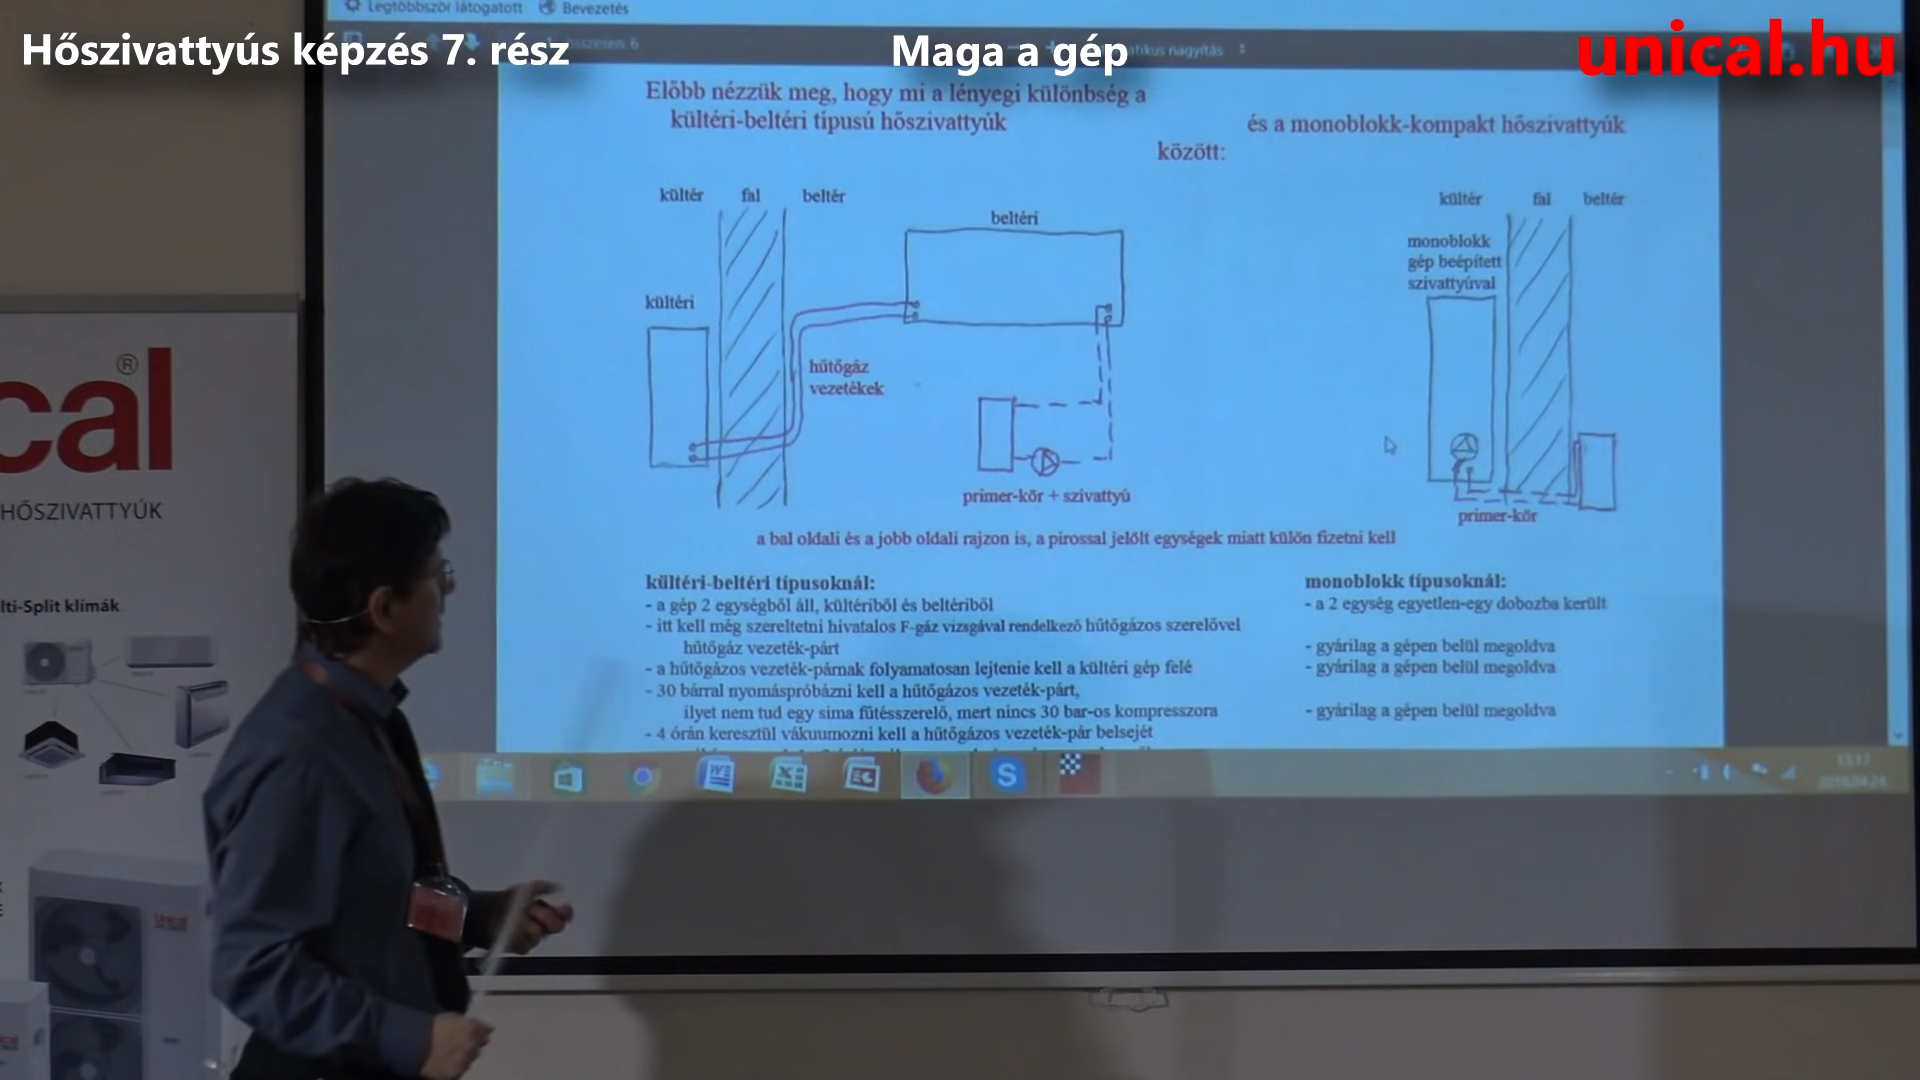 Legtöbbször látogatott Bevezetés
Hőszivattyús képzés 7. rész
Maga a gép
unical.hu
összesen: 6
nagyítás
Előbb nézzük meg, hogy mi a lényegi különbség a
kültéri-beltéri típusú hőszivattyúk
és a monoblokk-kompakt hőszivattyúk
között:
kültér fal beltér
beltéri
kültéri
hűtőgáz
vezetékek
primer-kör + szivattyú
kültér fal beltér
monoblokk
gép beépített
szivattyúval
primer-kör
a bal oldali és a jobb oldali rajzon is, a pirossal jelölt egységek miatt külön fizetni kell
kültéri-beltéri típusoknál:
- a gép 2 egységből áll, kültériből és beltériből
- itt kell még szereltetni hivatalos F-gáz vizsgával rendelkező hűtőgázos szerelővel
hűtőgáz vezeték-párt
- a hűtőgázos vezeték-párnak folyamatosan lejtenie kell a kültéri gép felé
- 30 bárral nyomáspróbázni kell a hűtőgázos vezeték-párt,
ilyet nem tud egy sima fűtésszerelő, mert nincs 30 bar-os kompresszora
- 4 órán keresztül vákuumozni kell a hűtőgázos vezeték-pár belsejét
monoblokk típusoknál:
- a 2 egység egyetlen-egy dobozba került
- gyárilag a gépen belül megoldva
- gyárilag a gépen belül megoldva
- gyárilag a gépen belül megoldva
cal®
HŐSZIVATTYÚK
lti-Split klímák
Unical
cal